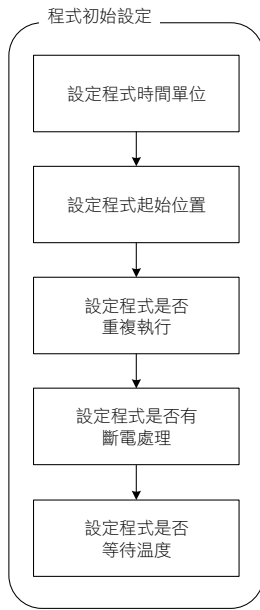 程式初始設定
設定程式時間單位
設定程式起始位置
設定程式是否
重複執行
設定程式是否有
斷電處理
設定程式是否
等待温度